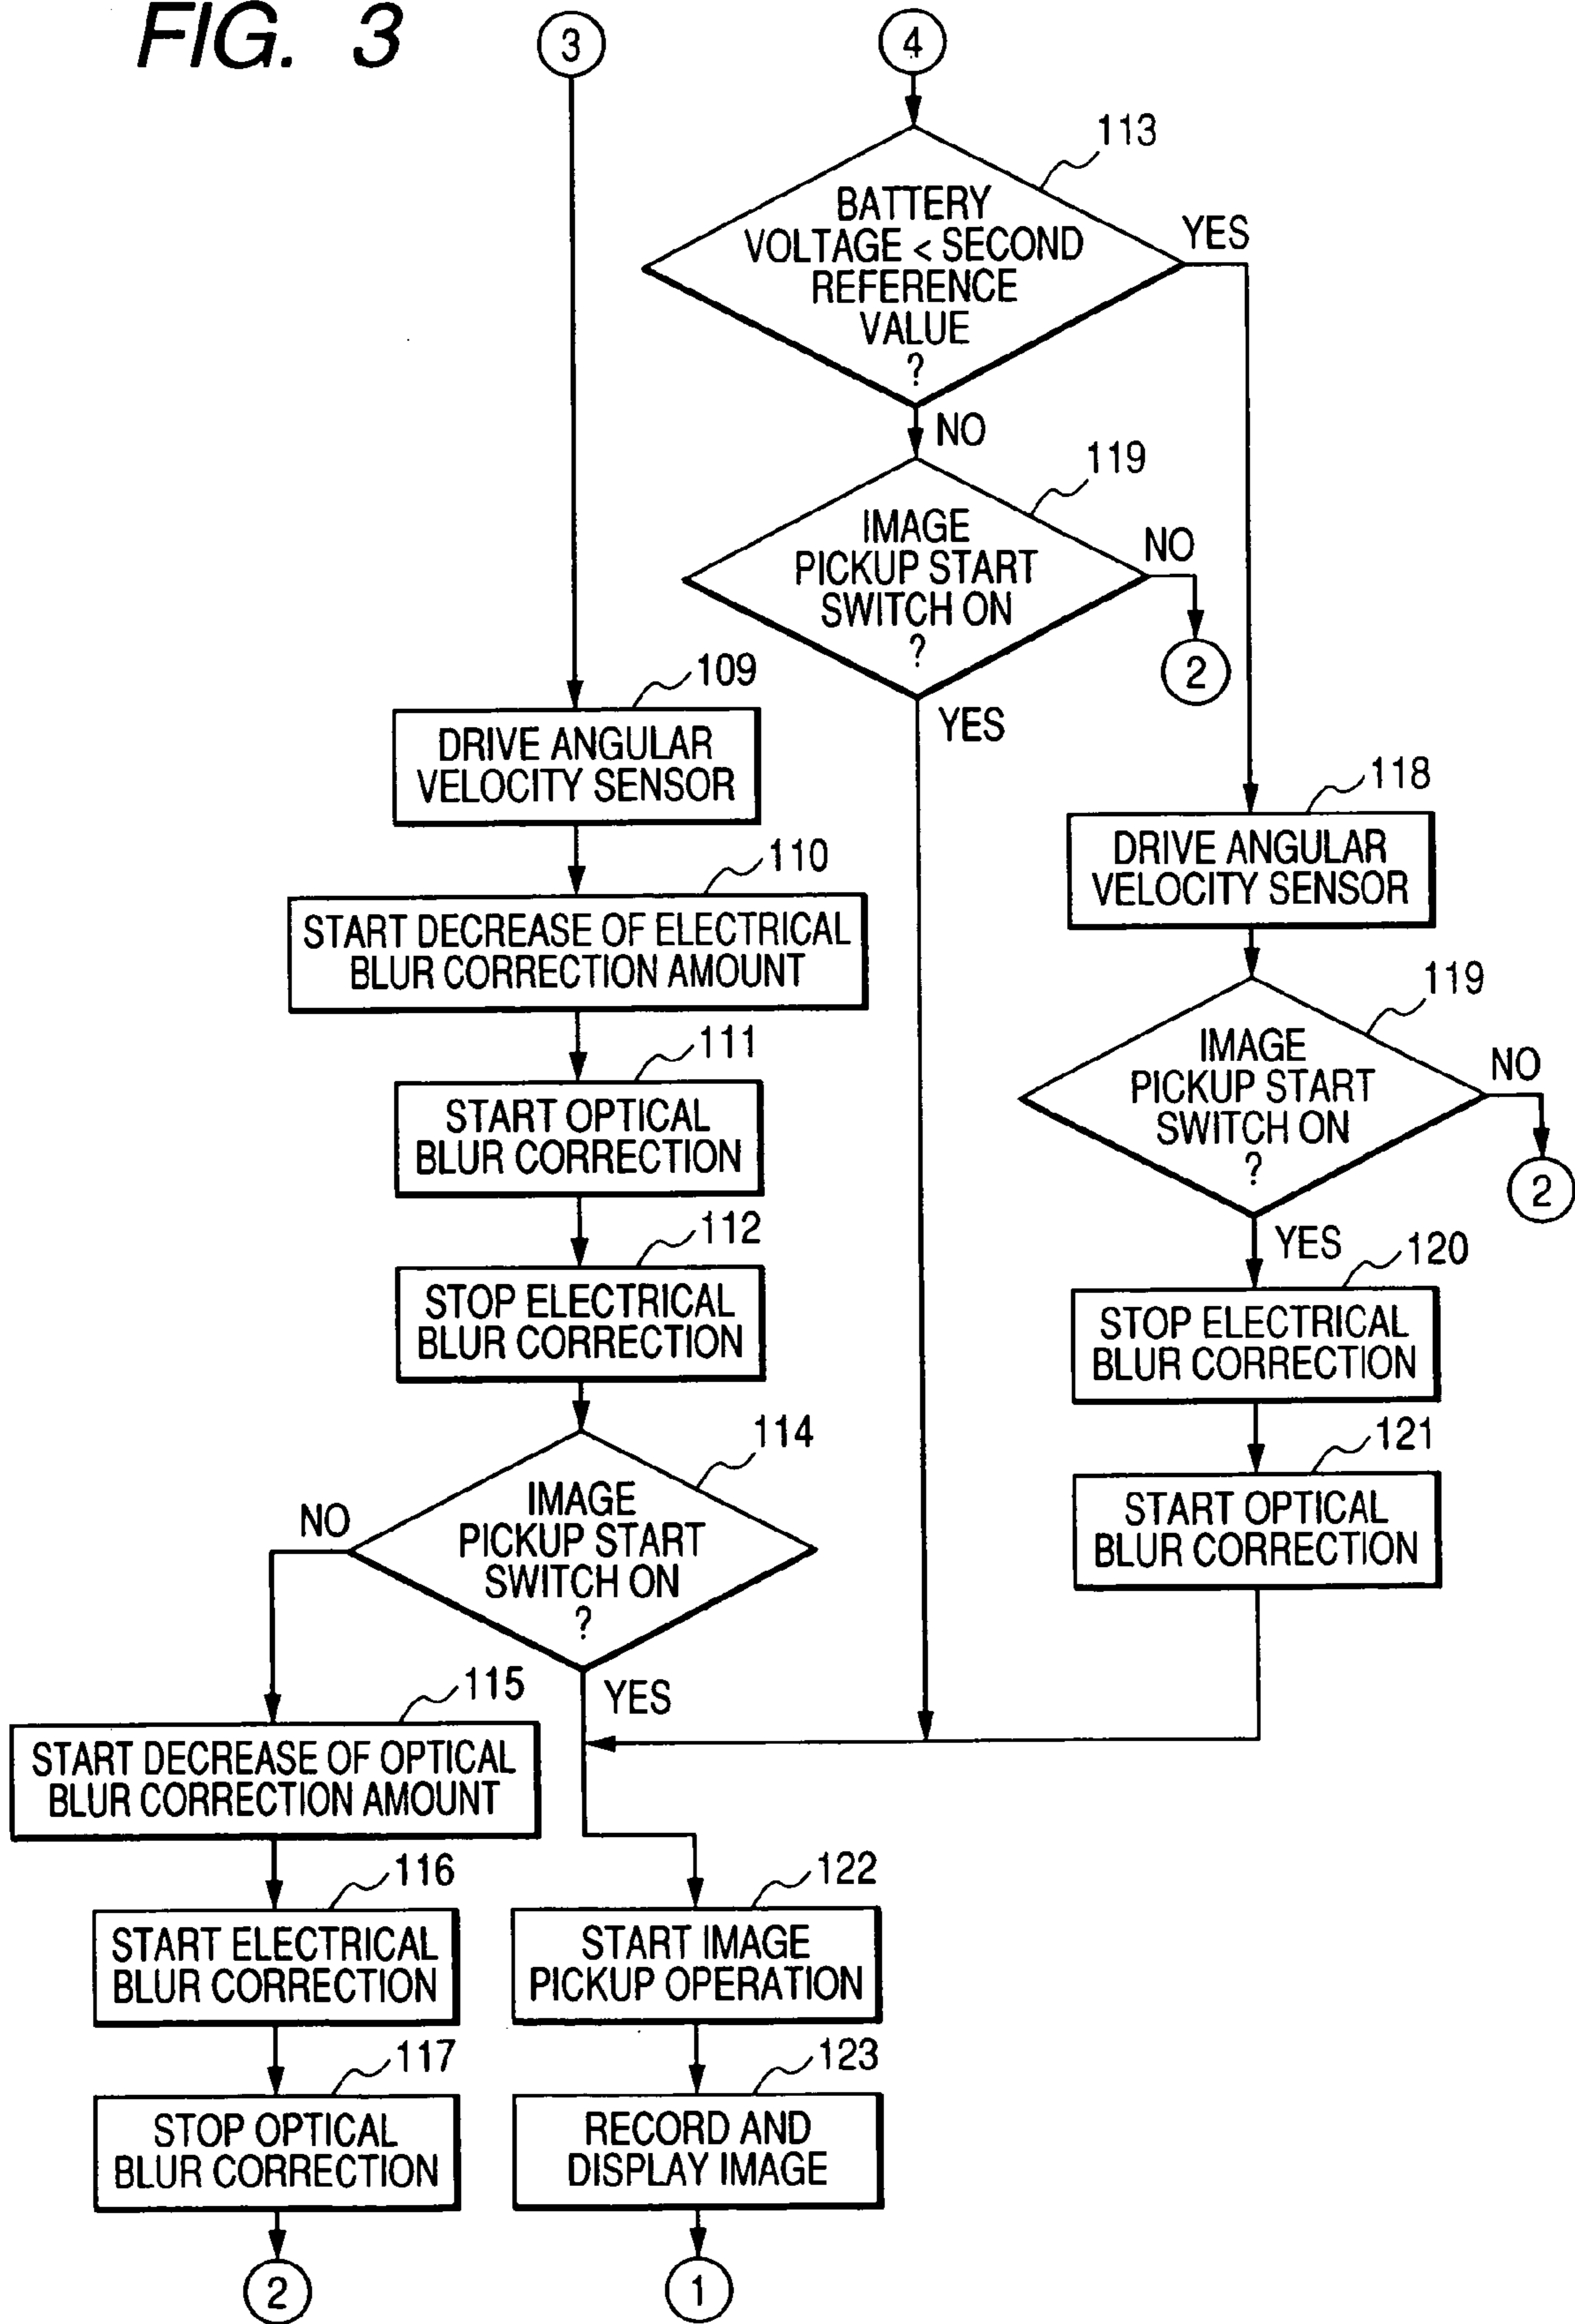 FIG. 3
3
4
113
BATTERY
VOLTAGE < SECOND
REFERENCE
VALUE
?
YES
NO
119
IMAGE
PICKUP START
SWITCH ON
?
NO
2
YES
109
DRIVE ANGULAR
VELOCITY SENSOR
118
DRIVE ANGULAR
VELOCITY SENSOR
110
START DECREASE OF ELECTRICAL
BLUR CORRECTION AMOUNT
119
IMAGE
PICKUP START
SWITCH ON
?
NO
2
YES
111
START OPTICAL
BLUR CORRECTION
112
STOP ELECTRICAL
BLUR CORRECTION
120
STOP ELECTRICAL
BLUR CORRECTION
121
START OPTICAL
BLUR CORRECTION
114
IMAGE
PICKUP START
SWITCH ON
?
NO
YES
115
START DECREASE OF OPTICAL
BLUR CORRECTION AMOUNT
116
START ELECTRICAL
BLUR CORRECTION
122
START IMAGE
PICKUP OPERATION
117
STOP OPTICAL
BLUR CORRECTION
123
RECORD AND
DISPLAY IMAGE
2
1